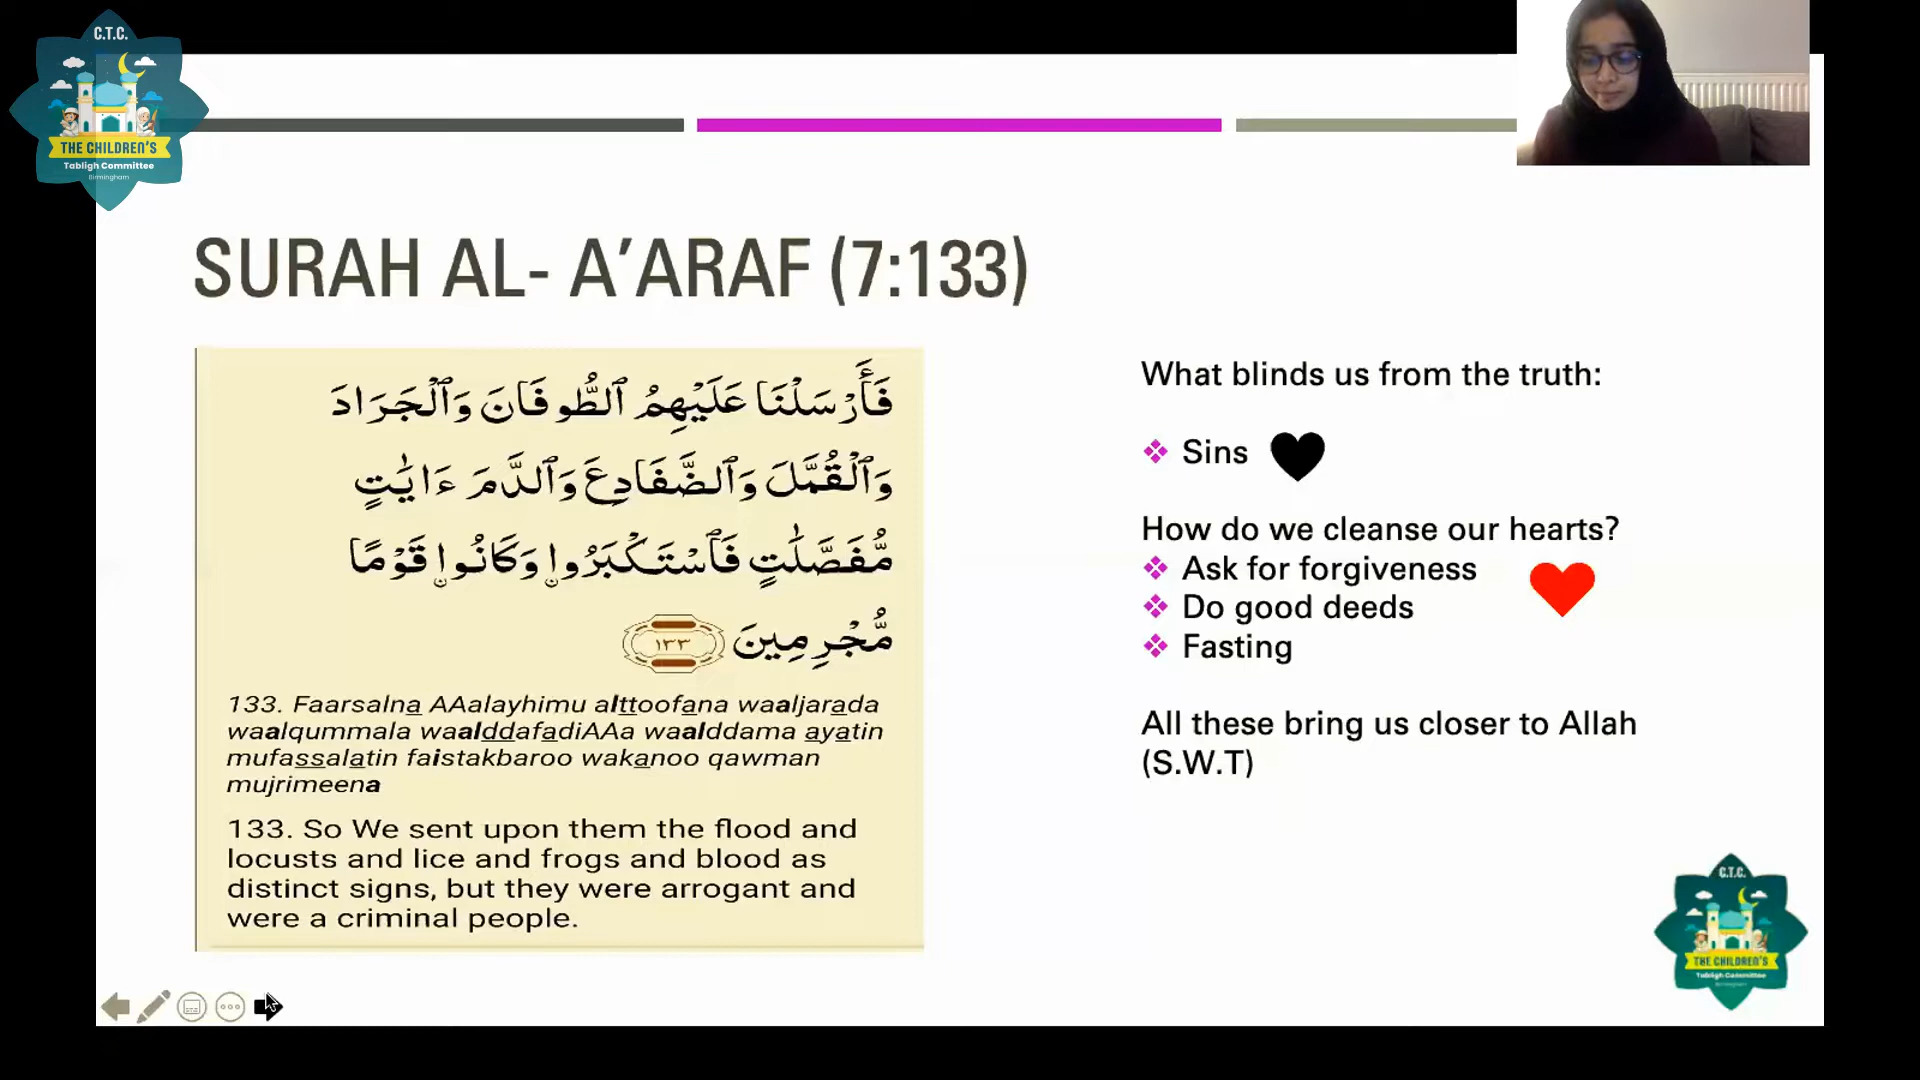 C.T.C.
THE CHILDREN'S
Tabligh Committee
Birmingham
SURAH AL- A'ARAF (7:133)
فَأَرْسَلْنَا عَلَيْهِمُ ٱلطُّوفَانَ وَٱلْجَرَادَ
وَٱلْقُمَّلَ وَٱلضَّفَادِعَ وَٱلدَّمَ ءَايَٰتٍ
مُّفَصَّلَٰتٍ فَٱسْتَكْبَرُوا۟ وَكَانُوا۟ قَوْمًا
مُّجْرِمِينَ ١٣٣
133. Faarsalna AAalayhimu alttoofana waaljarada
waalqummala waalddafadiAAa waalddama ayatin
mufassalatin faistakbaroo wakanoo qawman
mujrimeena
133. So We sent upon them the flood and
locusts and lice and frogs and blood as
distinct signs, but they were arrogant and
were a criminal people.
What blinds us from the truth:
Sins
How do we cleanse our hearts?
Ask for forgiveness
Do good deeds
Fasting
All these bring us closer to Allah
(S.W.T)
C.T.C.
THE CHILDREN'S
Tabligh Committee
Birmingham